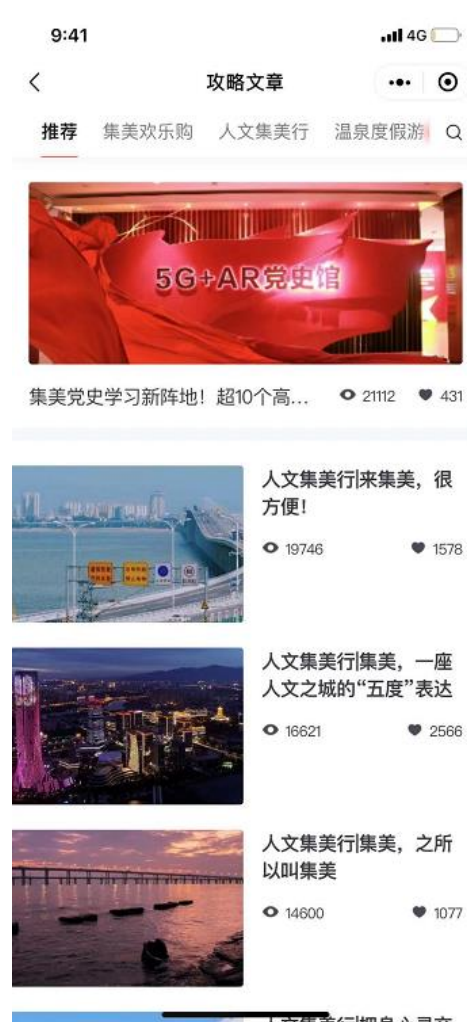 9:41
4G
攻略文章
推荐 集美欢乐购 人文集美行 温泉度假游
5G+AR党史馆
集美党史学习新阵地！超10个高... 21112 431
人文集美行|来集美，很
方便！
19746 1578
人文集美行|集美，一座
人文之城的“五度”表达
16621 2566
人文集美行|集美，之所
以叫集美
14600 1077